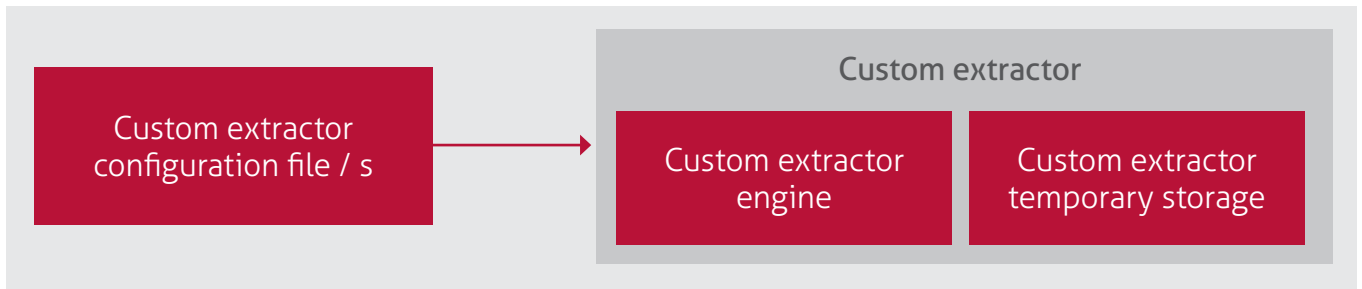 Custom extractor
configuration file / s
Custom extractor
Custom extractor
engine
Custom extractor
temporary storage